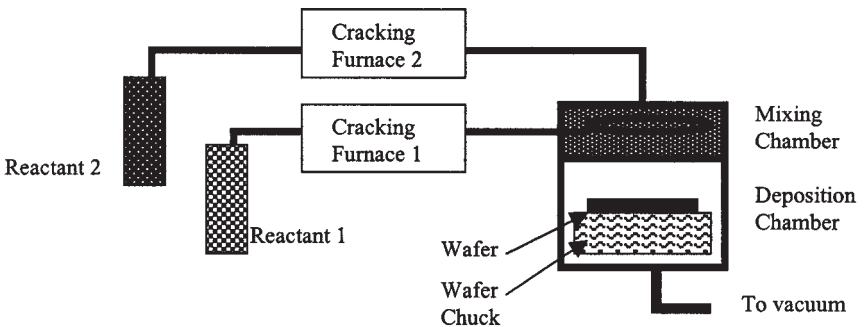 Cracking
Furnace 2
Cracking
Furnace 1
Mixing
Chamber
Reactant 2
Deposition
Chamber
Reactant 1
Wafer
Wafer
Chuck
To vacuum